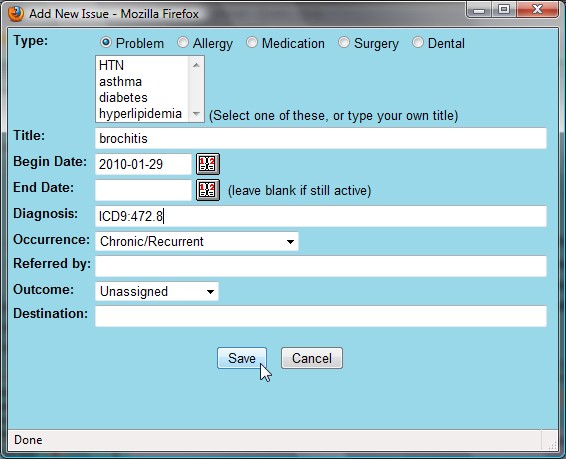 Add New Issue - Mozilla Firefox
Type: Problem Allergy Medication Surgery Dental
HTN
asthma
diabetes
hyperlipidemia (Select one of these, or type your own title)
Title: brochitis
Begin Date: 2010-01-29
End Date: (leave blank if still active)
Diagnosis: ICD9:472.8
Occurrence: Chronic/Recurrent
Referred by:
Outcome: Unassigned
Destination:
Save Cancel
Done